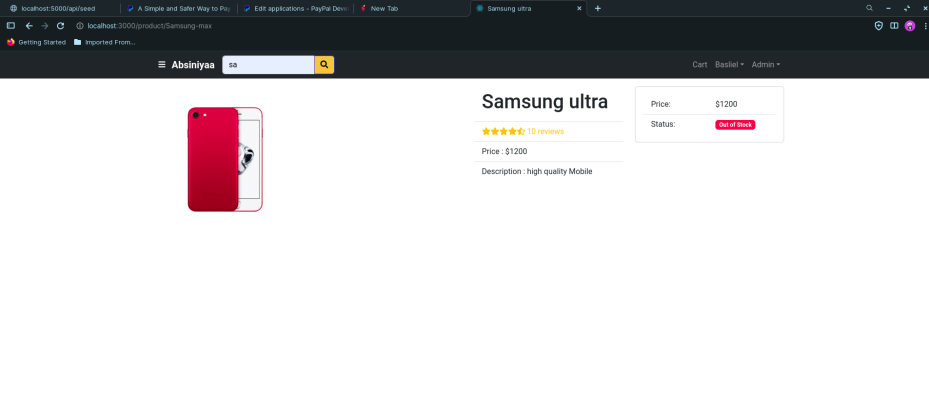 localhost:5000/api/seed
A Simple and Safer Way to Pay
Edit applications - PayPal Deve
New Tab
Samsung ultra
localhost:3000/product/Samsung-max
Getting Started
Imported From...
Absiniyaa
sa
Cart
Basliel
Admin
Samsung ultra
10 reviews
Price : $1200
Description : high quality Mobile
Price: $1200
Status: Out of Stock